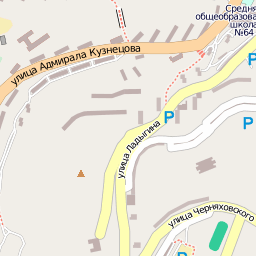 Средня
общеобразова
школа
№64
улица Адмирала Кузнецова
P
P
P
улица Ладыгина
улица Черняховского
P
P